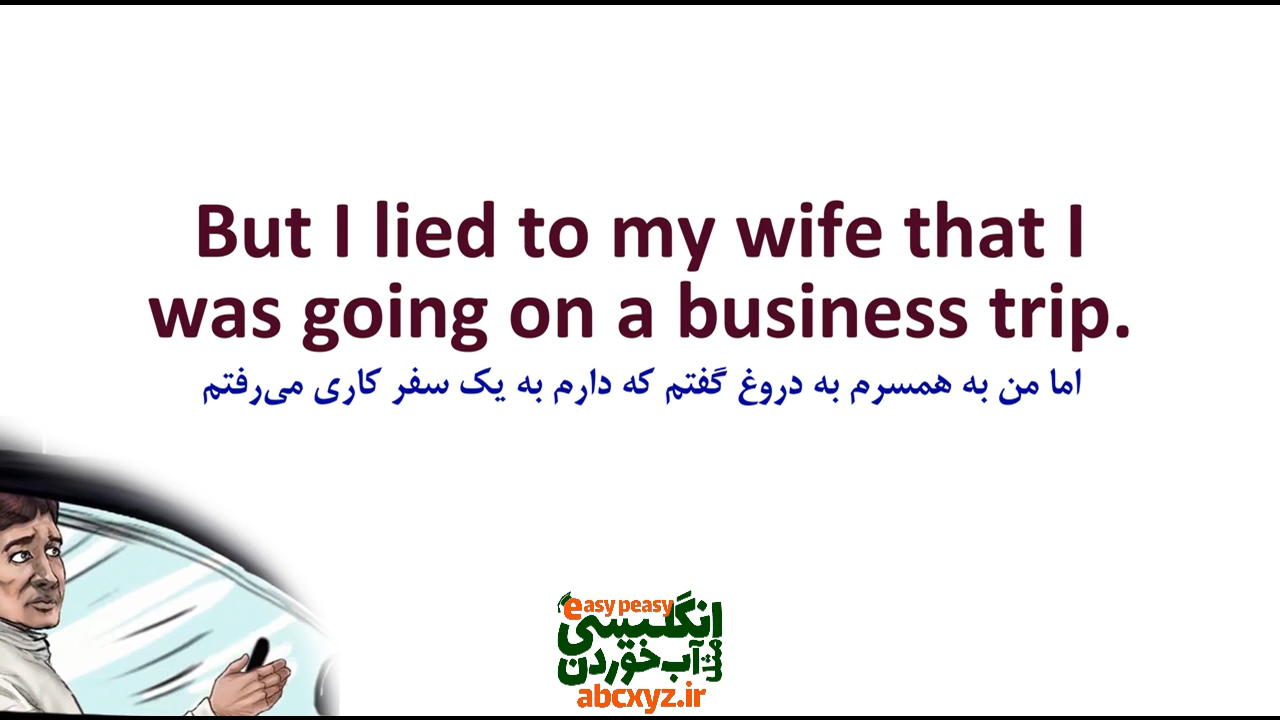 But I lied to my wife that I
was going on a business trip.
اما من به همسرم به دروغ گفتم که دارم به یک سفر کاری می‌رفتم
easy peasy
انگلیسی
مثل آب خوردن
abcxyz.ir